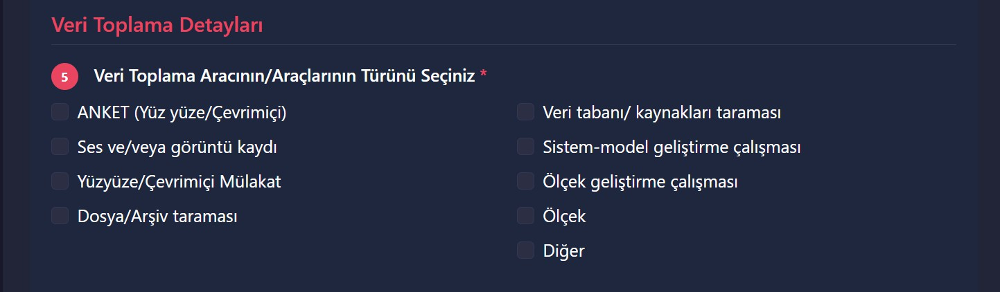 Veri Toplama Detayları
5 Veri Toplama Aracının/Araçlarının Türünü Seçiniz *
ANKET (Yüz yüze/Çevrimiçi)
Ses ve/veya görüntü kaydı
Yüzyüze/Çevrimiçi Mülakat
Dosya/Arşiv taraması
Veri tabanı/ kaynakları taraması
Sistem-model geliştirme çalışması
Ölçek geliştirme çalışması
Ölçek
Diğer